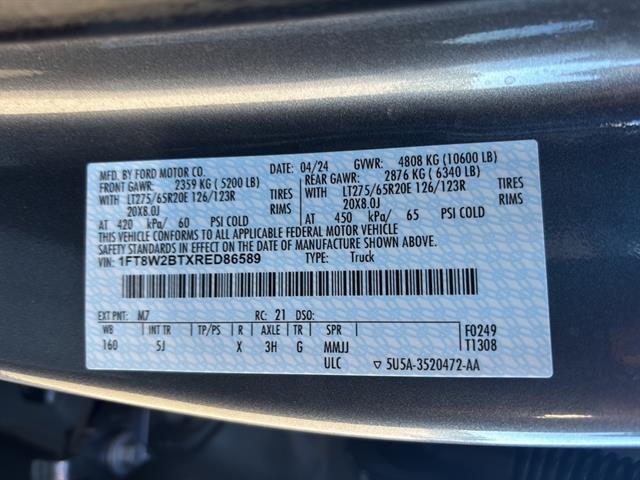 MFD. BY FORD MOTOR CO. DATE: 04/24 GVWR: 4808 KG (10600 LB)
FRONT GAWR: 2359 KG ( 5200 LB) REAR GAWR: 2876 KG ( 6340 LB)
WITH LT275/65R20E 126/123R TIRES WITH LT275/65R20E 126/123R TIRES
20X8.0J RIMS 20X8.0J RIMS
AT 420 kPa/ 60 PSI COLD AT 450 kPa/ 65 PSI COLD
THIS VEHICLE CONFORMS TO ALL APPLICABLE FEDERAL MOTOR VEHICLE
SAFETY STANDARDS IN EFFECT ON THE DATE OF MANUFACTURE SHOWN ABOVE.
VIN: 1FT8W2BTXRED86589 TYPE: Truck
EXT PNT: M7 RC: 21 DSO:
WB INT TR TP/PS R AXLE TR SPR F0249
160 5J X 3H G MMJJ T1308
ULC ▽ 5U5A-3520472-AA